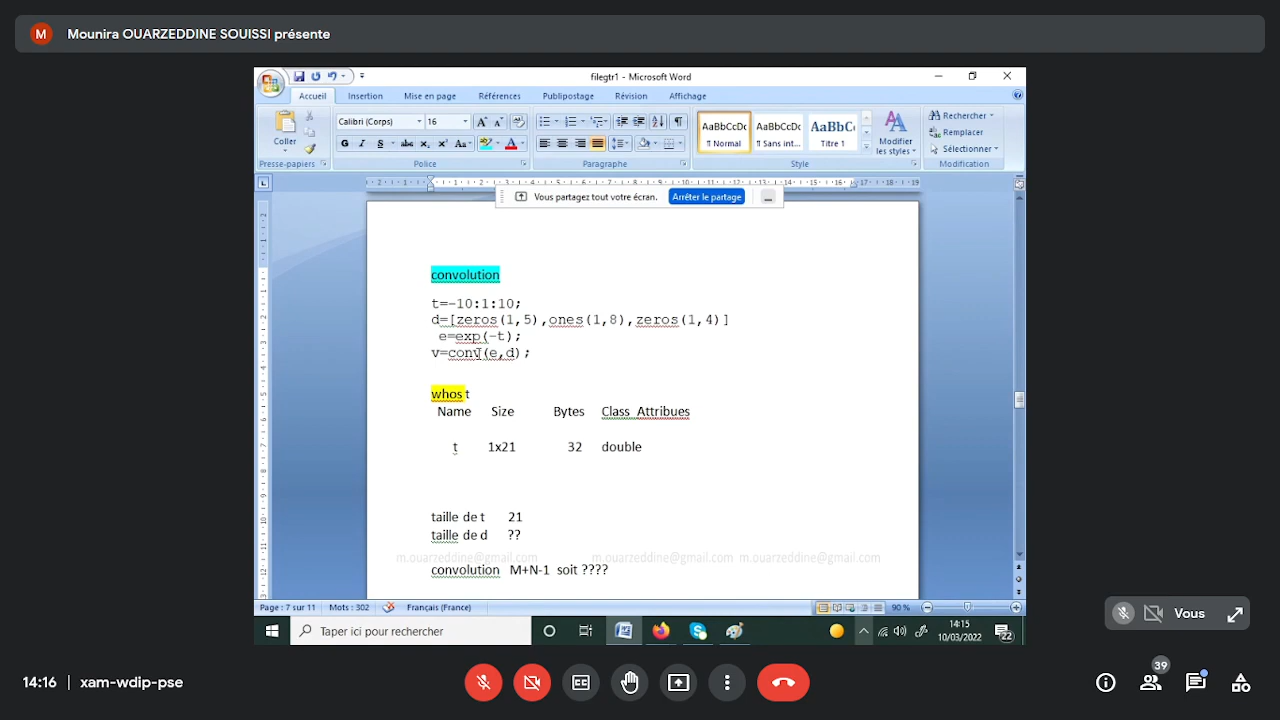 M Mounira OUARZEDDINE SOUISSI présente
filegtr1 - Microsoft Word
Accueil Insertion Mise en page Références Publipostage Révision Affichage
Coller
Calibri (Corps) 16
G I S abc x₂ x² Aa A
AaBbCcDc AaBbCcDc AaBbC
¶ Normal ¶ Sans int... Titre 1
Modifier les styles
Rechercher
Remplacer
Sélectionner
Presse-papiers Police Paragraphe Style Modification
Vous partagez tout votre écran. Arrêter le partage
convolution
t=-10:1:10;
d=[zeros(1,5),ones(1,8),zeros(1,4)]
e=exp(-t);
v=conv(e,d);
whos t
Name Size Bytes Class Attribues
t 1x21 32 double
taille de t 21
taille de d ??
m.ouarzeddine@gmail.com m.ouarzeddine@gmail.com m.ouarzeddine@gmail.com
convolution M+N-1 soit ????
Page : 7 sur 11 Mots : 302 Français (France) 90 %
Taper ici pour rechercher
14:15
10/03/2022
22
Vous
39
14:16 | xam-wdip-pse